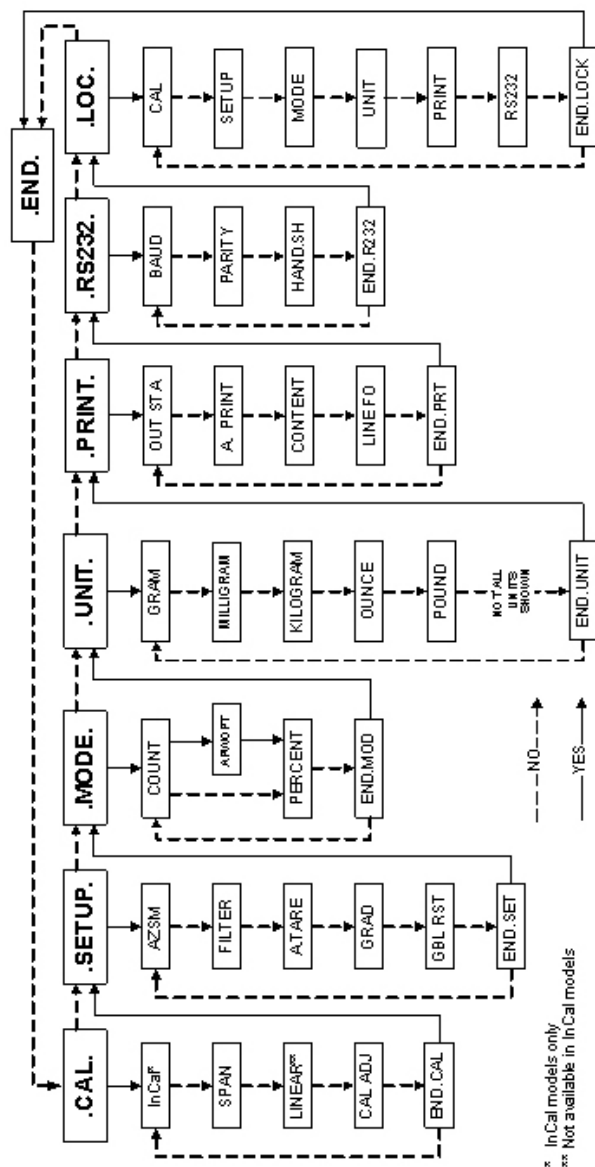 .END.
.CAL.
.SETUP.
.MODE.
.UNIT.
.PRINT.
.RS232.
.LOC.
InCal*
SPAN
LINEAR**
CAL ADJ
END.CAL
AZSM
FILTER
A.TARE
GRAD
GBL RST
END.SET
COUNT
APWOPT
PERCENT
END.MOD
GRAM
MILLIGRAM
KILOGRAM
OUNCE
POUND
NOT ALL
UNITS
SHOWN
END.UNIT
OUT STA
A. PRINT
CONTENT
LINE FO
END.PRT
BAUD
PARITY
HAND.SH
END.R232
CAL
SETUP
MODE
UNIT
PRINT
RS232
END.LOCK
NO
YES
* InCal models only
** Not available in InCal models